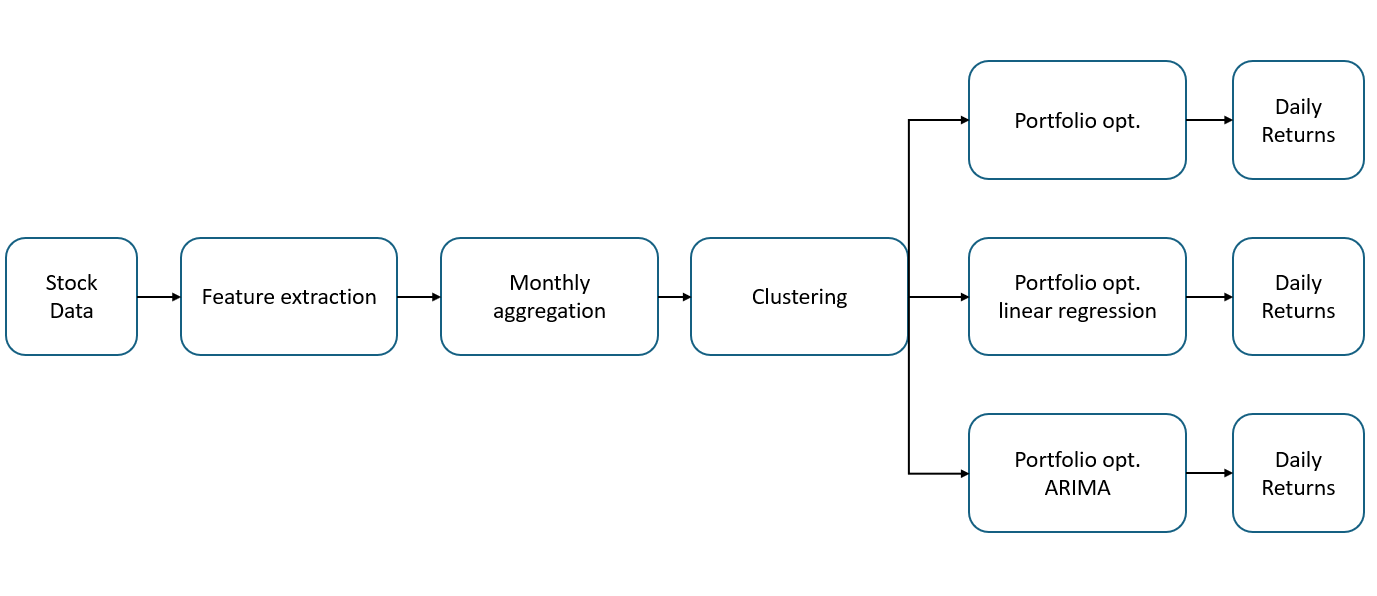 Stock
Data
Feature extraction
Monthly
aggregation
Clustering
Portfolio opt.
Daily
Returns
Portfolio opt.
linear regression
Daily
Returns
Portfolio opt.
ARIMA
Daily
Returns